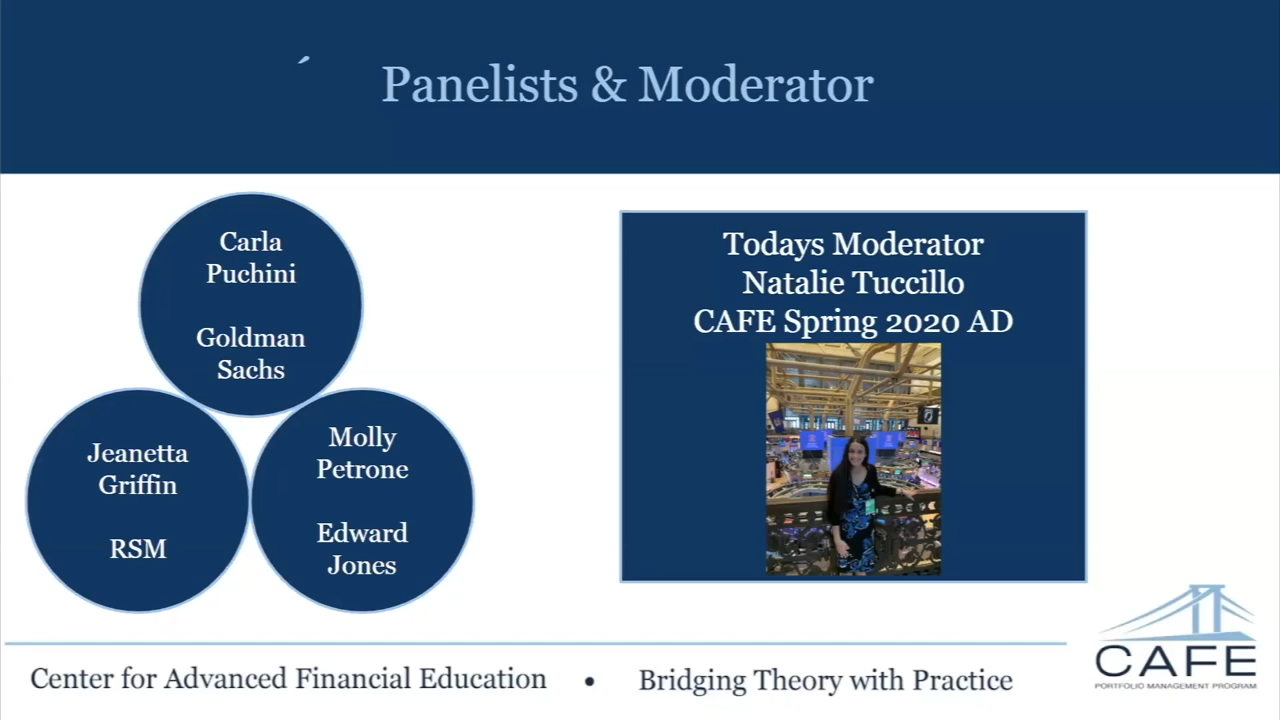 Panelists & Moderator
Carla
Puchini
Goldman
Sachs
Jeanetta
Griffin
RSM
Molly
Petrone
Edward
Jones
Todays Moderator
Natalie Tuccillo
CAFE Spring 2020 AD
Center for Advanced Financial Education • Bridging Theory with Practice
CAFE
PORTFOLIO MANAGEMENT PROGRAM